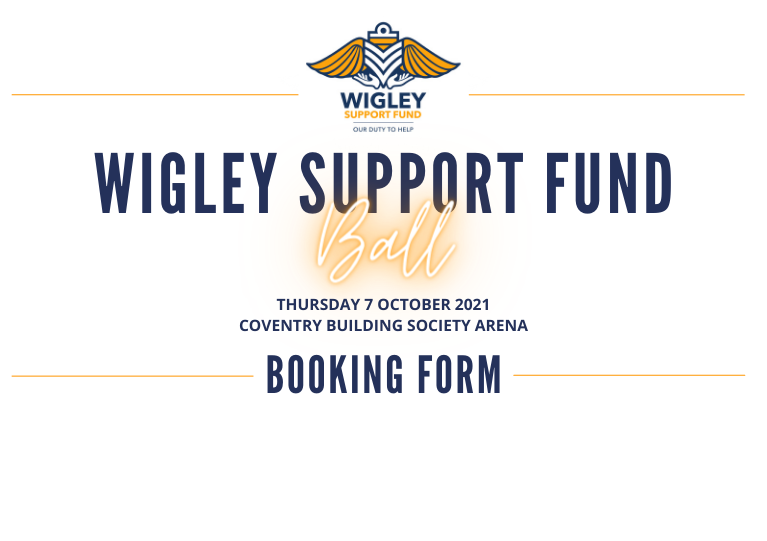 WIGLEY
SUPPORT FUND
OUR DUTY TO HELP
WIGLEY SUPPORT FUND
Ball
THURSDAY 7 OCTOBER 2021
COVENTRY BUILDING SOCIETY ARENA
BOOKING FORM